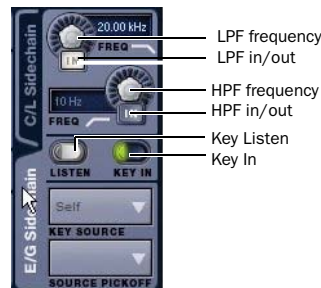 20.00 kHz
FREQ
IN
10 Hz
FREQ
IN
LISTEN
KEY IN
Self
KEY SOURCE
SOURCE PICKOFF
C/L Sidechain
E/G Sidechain
LPF frequency
LPF in/out
HPF frequency
HPF in/out
Key Listen
Key In